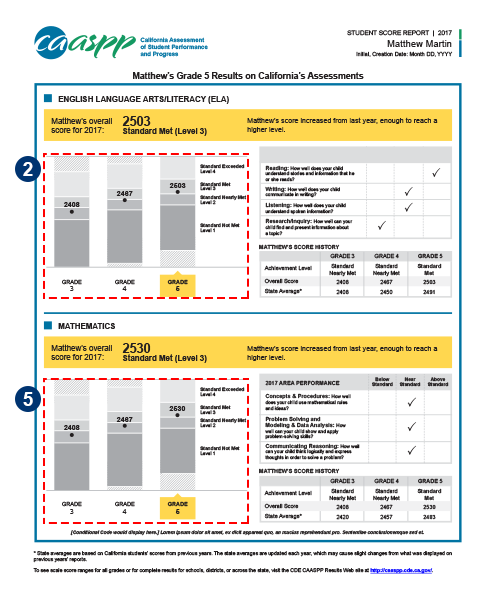 caaspp
California Assessment
of Student Performance
and Progress
STUDENT SCORE REPORT | 2017
Matthew Martin
Initial, Creation Date: Month DD, YYYY
Matthew's Grade 5 Results on California's Assessments
ENGLISH LANGUAGE ARTS/LITERACY (ELA)
Matthew's overall
score for 2017:
2503
Standard Met (Level 3)
Matthew's score increased from last year, enough to reach a
higher level.
2
2408
2467
2503
Standard Exceeded
Level 4
Standard Met
Level 3
Standard Nearly Met
Level 2
Standard Not Met
Level 1
GRADE
3
GRADE
4
GRADE
5
Reading: How well does your child
understand stories and information that he
or she reads?
Writing: How well does your child
communicate in writing?
Listening: How well does your child
understand spoken information?
Research/Inquiry: How well can your
child find and present information about
a topic?
MATTHEW'S SCORE HISTORY
GRADE 3 GRADE 4 GRADE 5
Achievement Level Standard Nearly Met Standard Nearly Met Standard Met
Overall Score 2408 2467 2503
State Average* 2408 2450 2491
MATHEMATICS
Matthew's overall
score for 2017:
2530
Standard Met (Level 3)
Matthew's score increased from last year, enough to reach a
higher level.
5
2408
2467
2530
Standard Exceeded
Level 4
Standard Met
Level 3
Standard Nearly Met
Level 2
Standard Not Met
Level 1
GRADE
3
GRADE
4
GRADE
5
2017 AREA PERFORMANCE Below Standard Near Standard Above Standard
Concepts & Procedures: How well
does your child use mathematical rules
and ideas?
Problem Solving and
Modeling & Data Analysis: How
well can your child show and apply
problem-solving skills?
Communicating Reasoning: How well
can your child think logically and express
thoughts in order to solve a problem?
MATTHEW'S SCORE HISTORY
GRADE 3 GRADE 4 GRADE 5
Achievement Level Standard Nearly Met Standard Nearly Met Standard Met
Overall Score 2408 2467 2530
State Average* 2420 2457 2483
[Conditional Code would display here.] Lorem ipsum dolor sit amet, ex dicit appareat quo, an maiorum reprehendunt pro. Sententiae conclusionemque sed ei.
* State averages are based on California students' scores from previous years. The state averages are updated each year, which may cause slight changes from what was displayed on
previous years' reports.
To see scale score ranges for all grades or for complete results for schools, districts, or across the state, visit the CDE CAASPP Results Web site at http://caaspp.cde.ca.gov/.